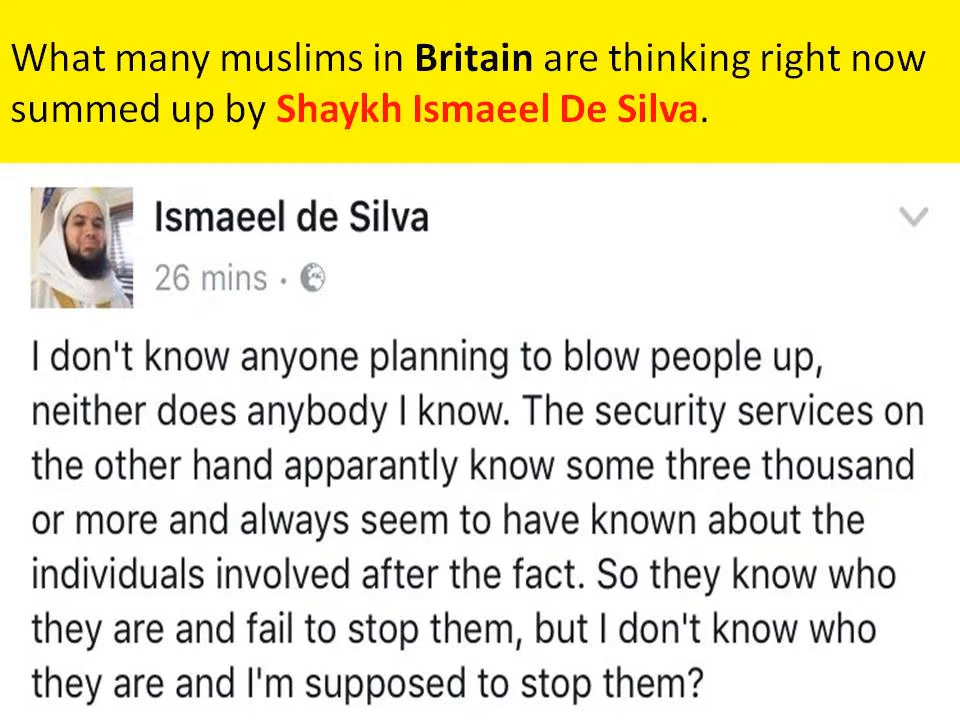 What many muslims in Britain are thinking right now
summed up by Shaykh Ismaeel De Silva.
Ismaeel de Silva
26 mins ·
I don't know anyone planning to blow people up,
neither does anybody I know. The security services on
the other hand apparantly know some three thousand
or more and always seem to have known about the
individuals involved after the fact. So they know who
they are and fail to stop them, but I don't know who
they are and I'm supposed to stop them?